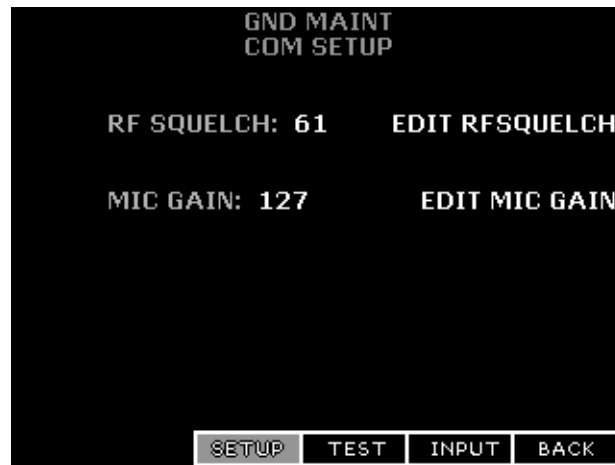 GND MAINT
COM SETUP
RF SQUELCH: 61 EDIT RFSQUELCH
MIC GAIN: 127 EDIT MIC GAIN
SETUP TEST INPUT BACK